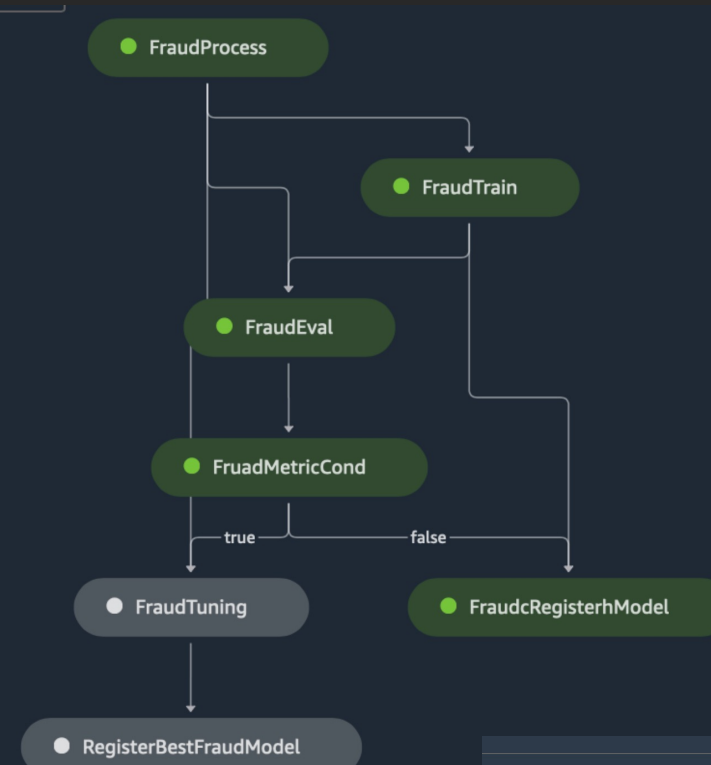 FraudProcess
FraudTrain
FraudEval
FruadMetricCond
true
false
FraudTuning
FraudcRegisterhModel
RegisterBestFraudModel